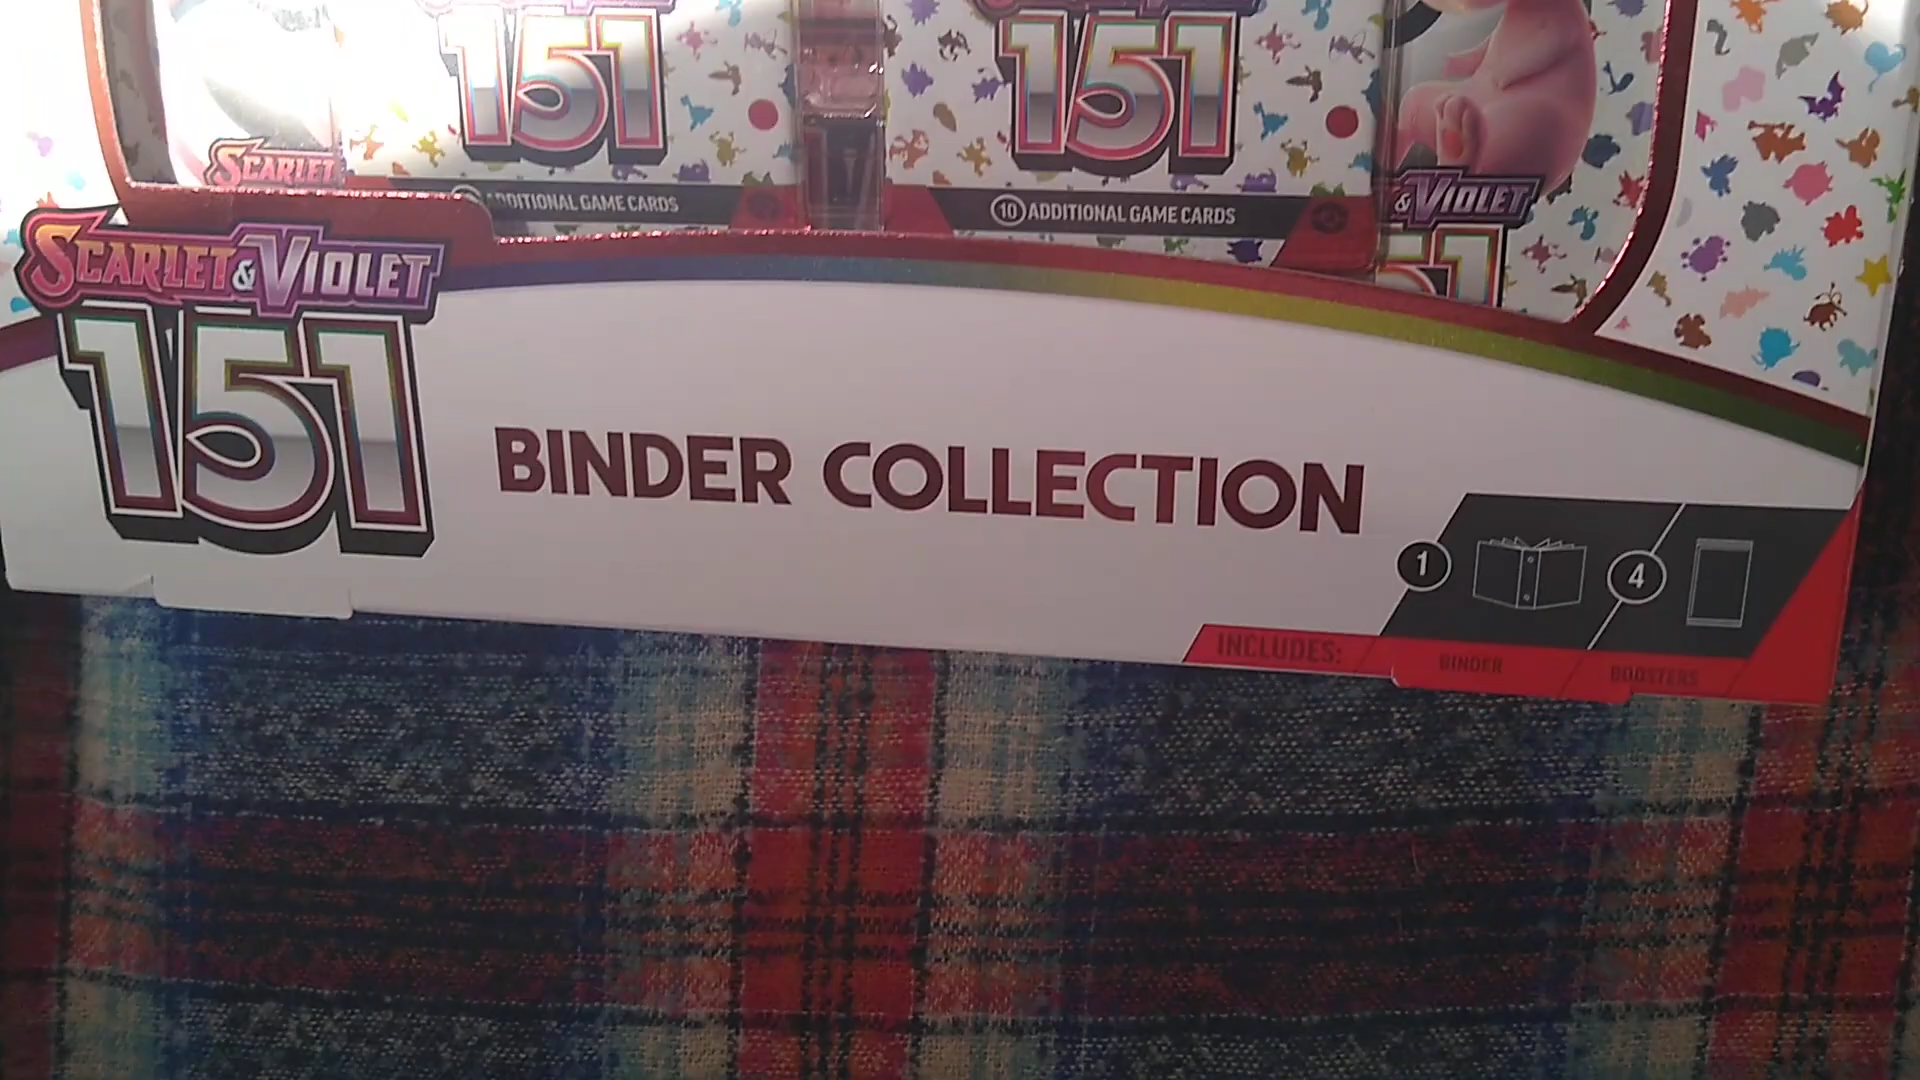 151
151
SCARLET
ADDITIONAL GAME CARDS
10 ADDITIONAL GAME CARDS
& VIOLET
51
SCARLET & VIOLET
151
BINDER COLLECTION
1
4
INCLUDES:
BINDER
BOOSTERS